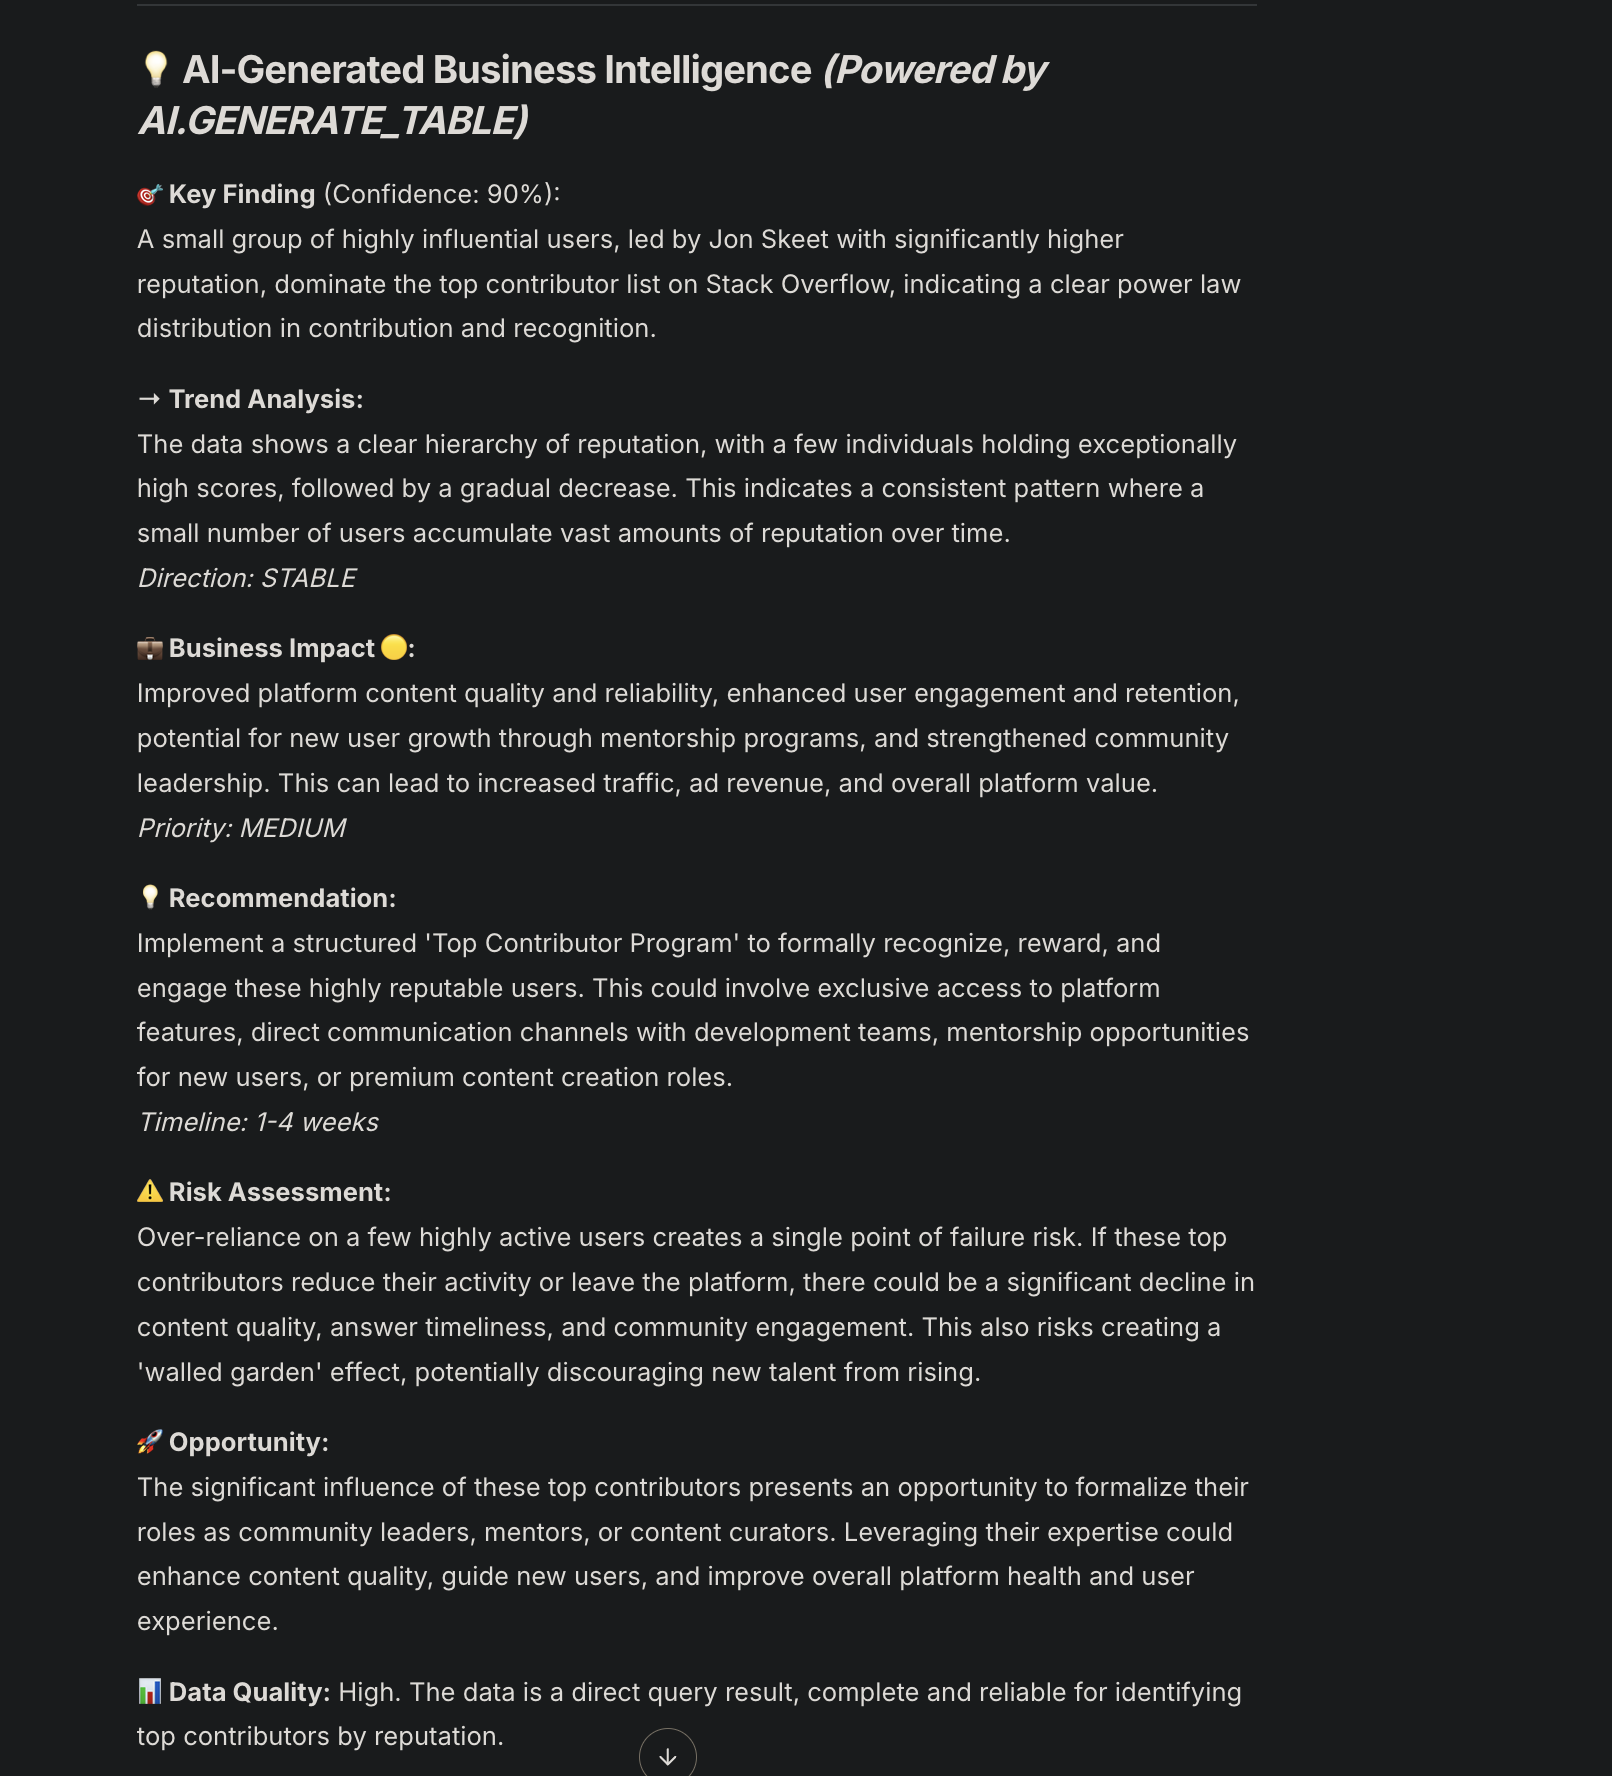 💡 AI-Generated Business Intelligence (Powered by
AI.GENERATE_TABLE)
🎯 Key Finding (Confidence: 90%):
A small group of highly influential users, led by Jon Skeet with significantly higher
reputation, dominate the top contributor list on Stack Overflow, indicating a clear power law
distribution in contribution and recognition.
→ Trend Analysis:
The data shows a clear hierarchy of reputation, with a few individuals holding exceptionally
high scores, followed by a gradual decrease. This indicates a consistent pattern where a
small number of users accumulate vast amounts of reputation over time.
Direction: STABLE
💼 Business Impact 🟡:
Improved platform content quality and reliability, enhanced user engagement and retention,
potential for new user growth through mentorship programs, and strengthened community
leadership. This can lead to increased traffic, ad revenue, and overall platform value.
Priority: MEDIUM
💡 Recommendation:
Implement a structured 'Top Contributor Program' to formally recognize, reward, and
engage these highly reputable users. This could involve exclusive access to platform
features, direct communication channels with development teams, mentorship opportunities
for new users, or premium content creation roles.
Timeline: 1-4 weeks
⚠️ Risk Assessment:
Over-reliance on a few highly active users creates a single point of failure risk. If these top
contributors reduce their activity or leave the platform, there could be a significant decline in
content quality, answer timeliness, and community engagement. This also risks creating a
'walled garden' effect, potentially discouraging new talent from rising.
🚀 Opportunity:
The significant influence of these top contributors presents an opportunity to formalize their
roles as community leaders, mentors, or content curators. Leveraging their expertise could
enhance content quality, guide new users, and improve overall platform health and user
experience.
📊 Data Quality: High. The data is a direct query result, complete and reliable for identifying
top contributors by reputation.